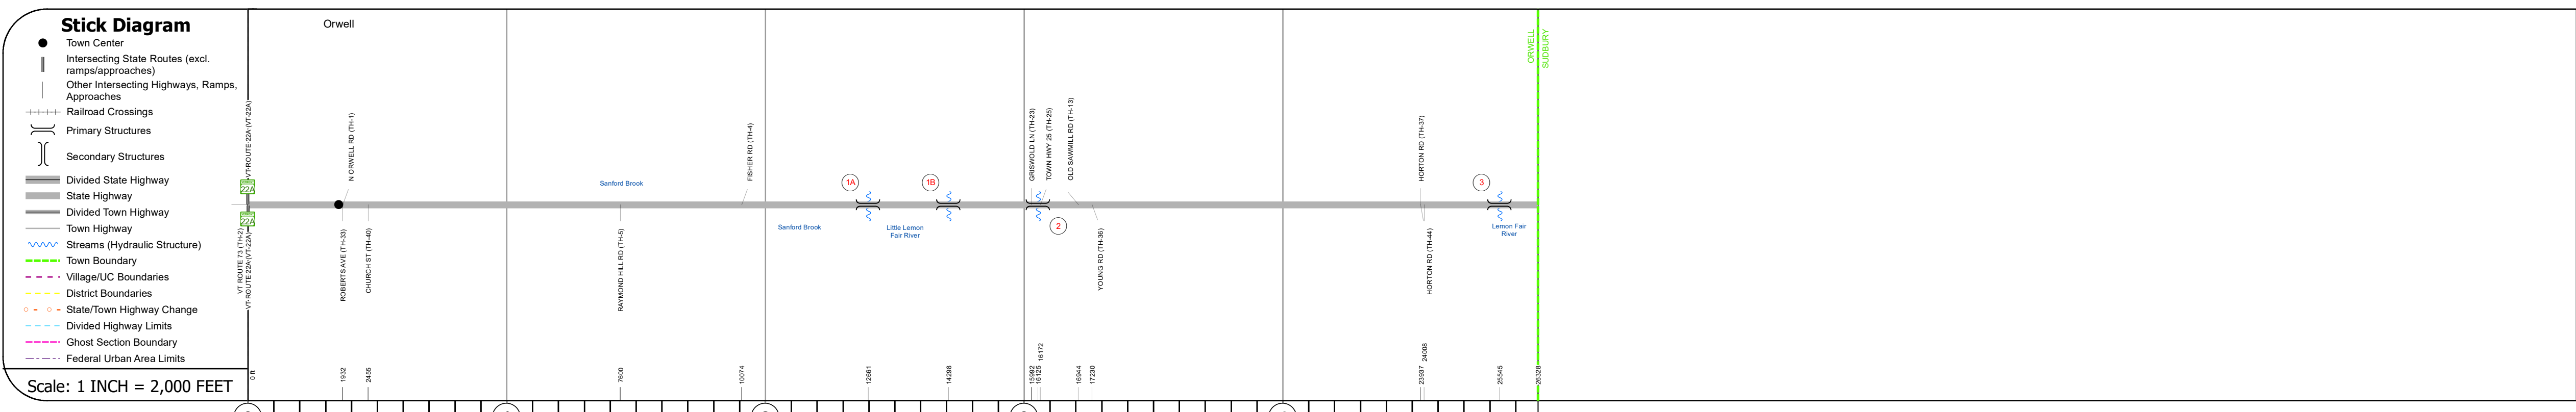 Stick Diagram
Town Center
Intersecting State Routes (excl.
ramps/approaches)
Other Intersecting Highways, Ramps,
Approaches
Railroad Crossings
Primary Structures
Secondary Structures
Divided State Highway
State Highway
Divided Town Highway
Town Highway
Streams (Hydraulic Structure)
Town Boundary
Village/UC Boundaries
District Boundaries
State/Town Highway Change
Divided Highway Limits
Ghost Section Boundary
Federal Urban Area Limits
Scale: 1 INCH = 2,000 FEET
Orwell
VT-ROUTE 22A (VT-22A)
22A
22A
VT ROUTE 73 (TH-2)
VT-ROUTE 22A (VT-22A)
N ORWELL RD (TH-1)
ROBERTS AVE (TH-33)
CHURCH ST (TH-40)
Sanford Brook
RAYMOND HILL RD (TH-5)
FISHER RD (TH-4)
Sanford Brook
1A
Little Lemon
Fair River
1B
GRISWOLD LN (TH-23)
TOWN HWY 25 (TH-25)
OLD SAWMILL RD (TH-13)
2
YOUNG RD (TH-36)
HORTON RD (TH-37)
HORTON RD (TH-44)
3
Lemon Fair
River
ORWELL
SUDBURY
0 ft
1932
2455
7600
10074
12661
14298
15992
16125
16172
16944
17230
23937
24008
25545
26328